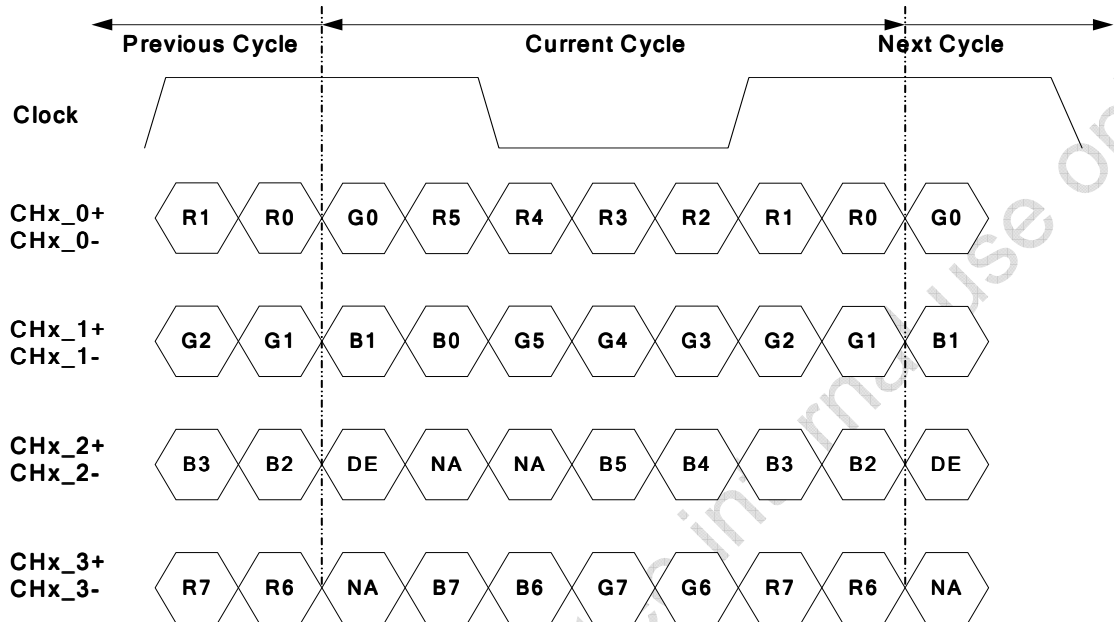 Previous Cycle Current Cycle Next Cycle
Clock
CHx_0+
CHx_0-
R1 R0 G0 R5 R4 R3 R2 R1 R0 G0
CHx_1+
CHx_1-
G2 G1 B1 B0 G5 G4 G3 G2 G1 B1
CHx_2+
CHx_2-
B3 B2 DE NA NA B5 B4 B3 B2 DE
CHx_3+
CHx_3-
R7 R6 NA B7 B6 G7 G6 R7 R6 NA
internal use